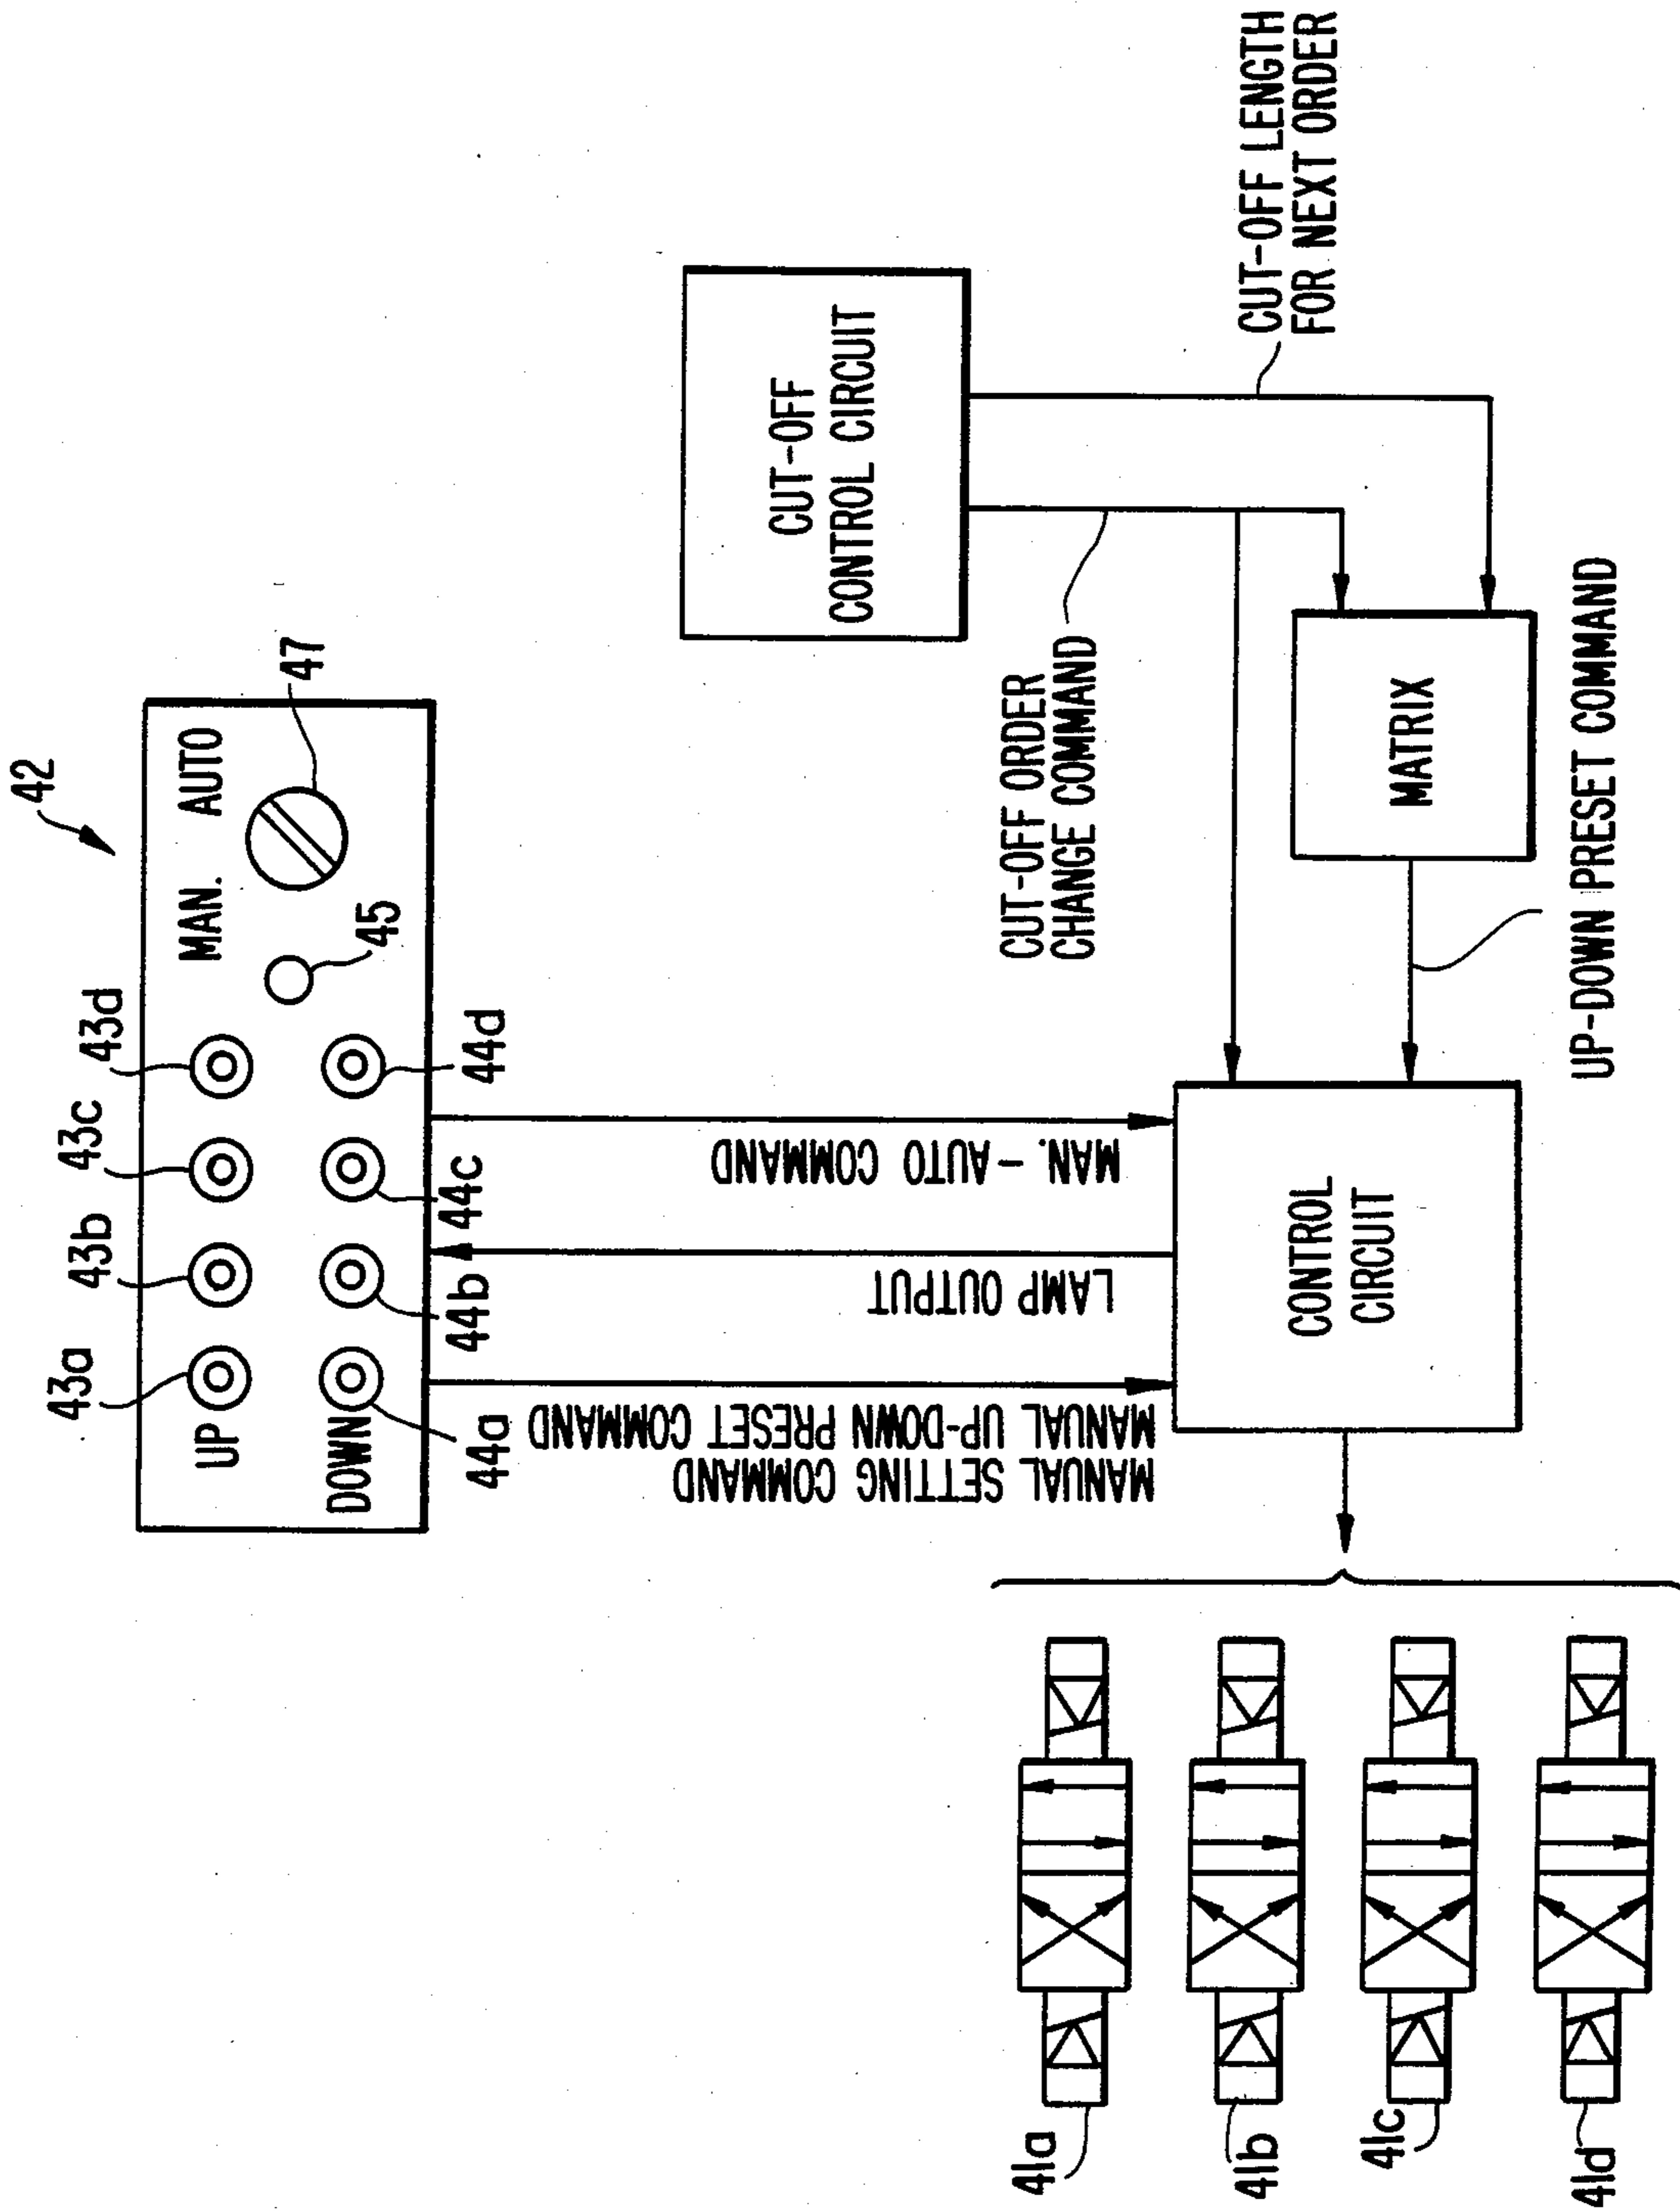 42
43a
43b
43c
43d
UP
MAN. AUTO
DOWN
45
47
44a
44b
44c
44d
MANUAL SETTING COMMAND
MANUAL UP-DOWN PRESET COMMAND
LAMP OUTPUT
MAN.-AUTO COMMAND
CUT-OFF
CONTROL CIRCUIT
CUT-OFF ORDER
CHANGE COMMAND
CUT-OFF LENGTH
FOR NEXT ORDER
CONTROL
CIRCUIT
MATRIX
UP-DOWN PRESET COMMAND
41a
41b
41c
41d